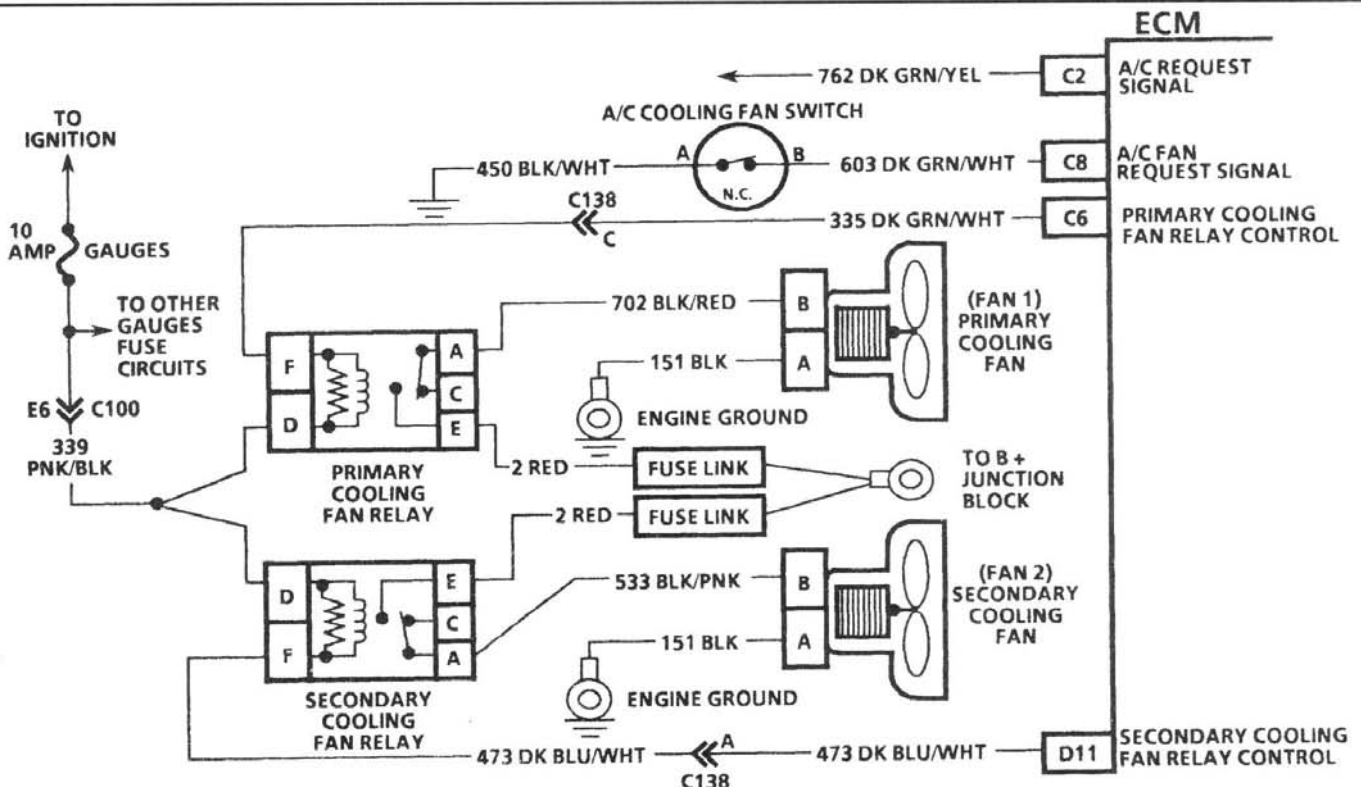 ECM
762 DK GRN/YEL
C2
A/C REQUEST
SIGNAL
A/C COOLING FAN SWITCH
TO
IGNITION
450 BLK/WHT
A
B
N.C.
603 DK GRN/WHT
C8
A/C FAN
REQUEST SIGNAL
C138
C
335 DK GRN/WHT
C6
PRIMARY COOLING
FAN RELAY CONTROL
10
AMP
GAUGES
TO OTHER
GAUGES
FUSE
CIRCUITS
E6
C100
339
PNK/BLK
F
D
A
C
E
PRIMARY
COOLING
FAN RELAY
702 BLK/RED
B
A
151 BLK
ENGINE GROUND
(FAN 1)
PRIMARY
COOLING
FAN
2 RED
FUSE LINK
2 RED
FUSE LINK
TO B +
JUNCTION
BLOCK
D
F
E
C
A
SECONDARY
COOLING
FAN RELAY
533 BLK/PNK
B
A
151 BLK
ENGINE GROUND
(FAN 2)
SECONDARY
COOLING
FAN
473 DK BLU/WHT
A
C138
473 DK BLU/WHT
D11
SECONDARY COOLING
FAN RELAY CONTROL